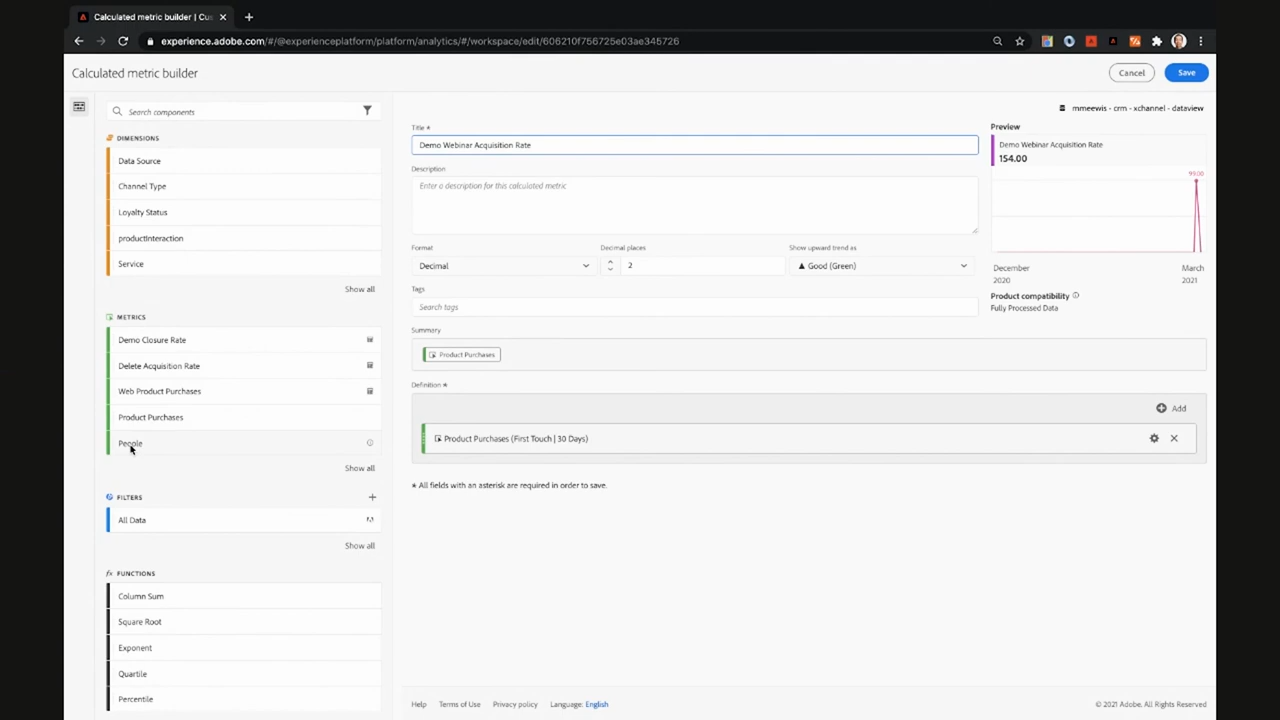 Calculated metric builder | Cus
experience.adobe.com/#/@experienceplatform/platform/analytics/#/workspace/edit/606210f756725e03ae345726
Calculated metric builder
Cancel
Save
Search components
mmeewis - crm - xchannel - dataview
DIMENSIONS
Data Source
Channel Type
Loyalty Status
productInteraction
Service
Show all
METRICS
Demo Closure Rate
Delete Acquisition Rate
Web Product Purchases
Product Purchases
People
Show all
FILTERS
All Data
Show all
FUNCTIONS
Column Sum
Square Root
Exponent
Quartile
Percentile
Title *
Demo Webinar Acquisition Rate
Description
Enter a description for this calculated metric
Format
Decimal places
Show upward trend as
Decimal
2
▲ Good (Green)
Tags
Search tags
Summary
Product Purchases
Definition *
Add
Product Purchases (First Touch | 30 Days)
* All fields with an asterisk are required in order to save.
Preview
Demo Webinar Acquisition Rate
154.00
99.00
December
2020
March
2021
Product compatibility
Fully Processed Data
Help
Terms of Use
Privacy policy
Language: English
© 2021 Adobe. All Rights Reserved